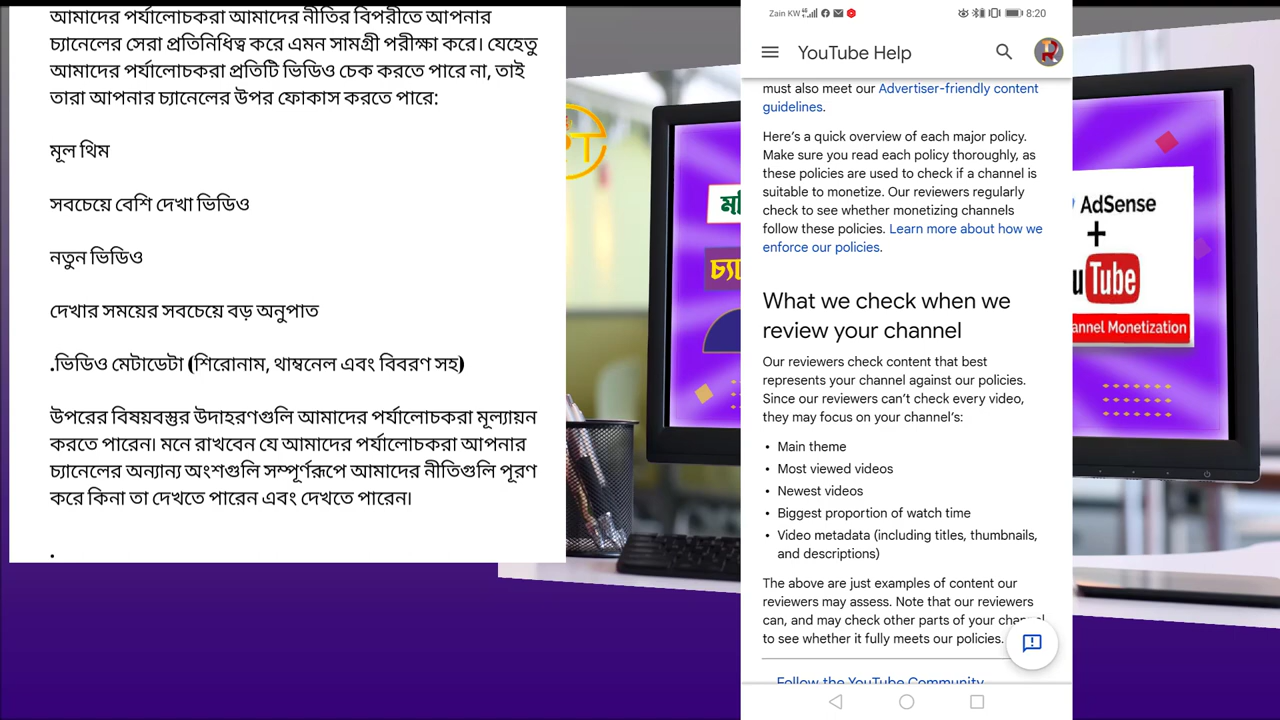 আমাদের পর্যালোচকরা আমাদের নীতির বিপরীতে আপনার
চ্যানেলের সেরা প্রতিনিধিত্ব করে এমন সামগ্রী পরীক্ষা করে। যেহেতু
আমাদের পর্যালোচকরা প্রতিটি ভিডিও চেক করতে পারে না, তাই
তারা আপনার চ্যানেলের উপর ফোকাস করতে পারে:
মূল থিম
সবচেয়ে বেশি দেখা ভিডিও
নতুন ভিডিও
দেখার সময়ের সবচেয়ে বড় অনুপাত
.ভিডিও মেটাডেটা (শিরোনাম, থাম্বনেল এবং বিবরণ সহ)
উপরের বিষয়বস্তুর উদাহরণগুলি আমাদের পর্যালোচকরা মূল্যায়ন
করতে পারেন। মনে রাখবেন যে আমাদের পর্যালোচকরা আপনার
চ্যানেলের অন্যান্য অংশগুলি সম্পূর্ণরূপে আমাদের নীতিগুলি পূরণ
করে কিনা তা দেখতে পারেন এবং দেখতে পারেন।
.
Zain KW 8:20
YouTube Help
must also meet our Advertiser-friendly content
guidelines.
Here's a quick overview of each major policy.
Make sure you read each policy thoroughly, as
these policies are used to check if a channel is
suitable to monetize. Our reviewers regularly
check to see whether monetizing channels
follow these policies. Learn more about how we
enforce our policies.
What we check when we
review your channel
Our reviewers check content that best
represents your channel against our policies.
Since our reviewers can't check every video,
they may focus on your channel's:
• Main theme
• Most viewed videos
• Newest videos
• Biggest proportion of watch time
• Video metadata (including titles, thumbnails,
and descriptions)
The above are just examples of content our
reviewers may assess. Note that our reviewers
can, and may check other parts of your channel
to see whether it fully meets our policies.
Follow the YouTube Community
AdSense
+
Tube
annel Monetization